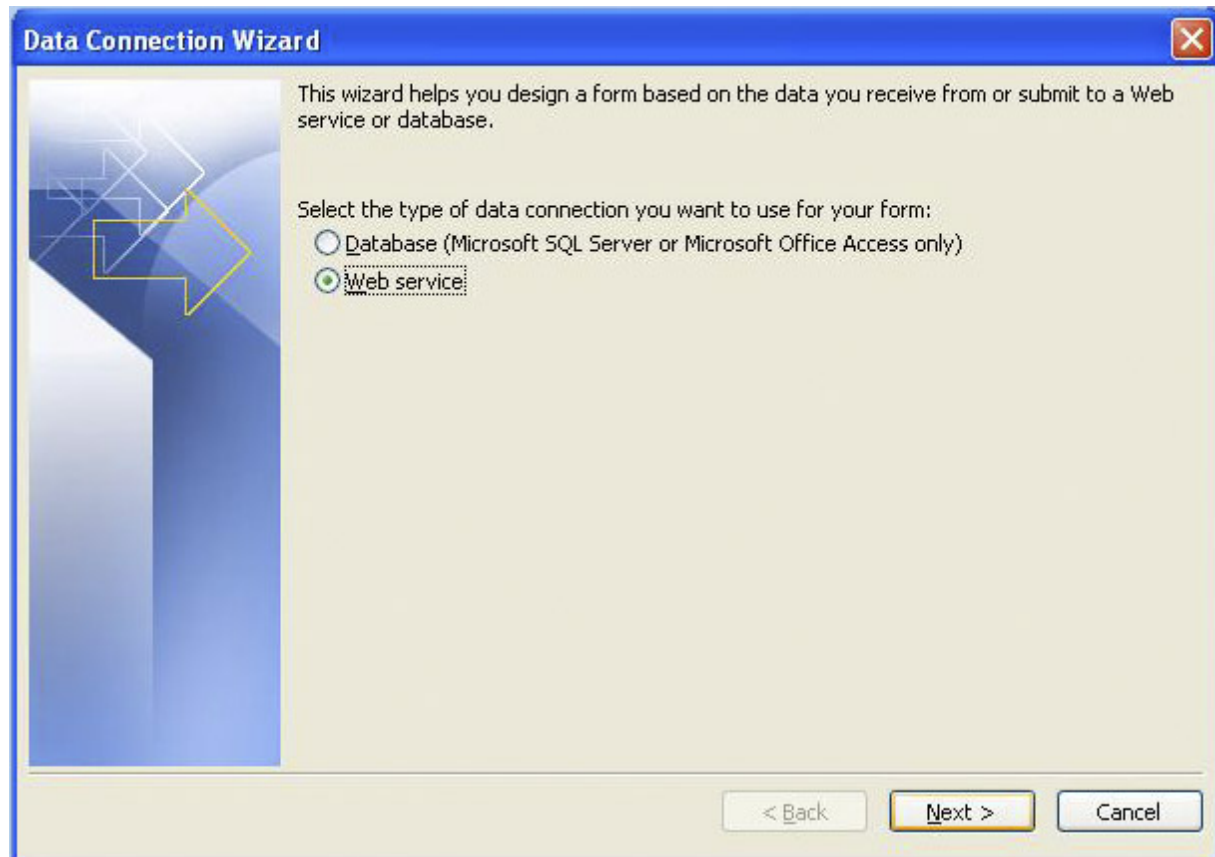 Data Connection Wizard
This wizard helps you design a form based on the data you receive from or submit to a Web
service or database.
Select the type of data connection you want to use for your form:
Database (Microsoft SQL Server or Microsoft Office Access only)
Web service
< Back
Next >
Cancel